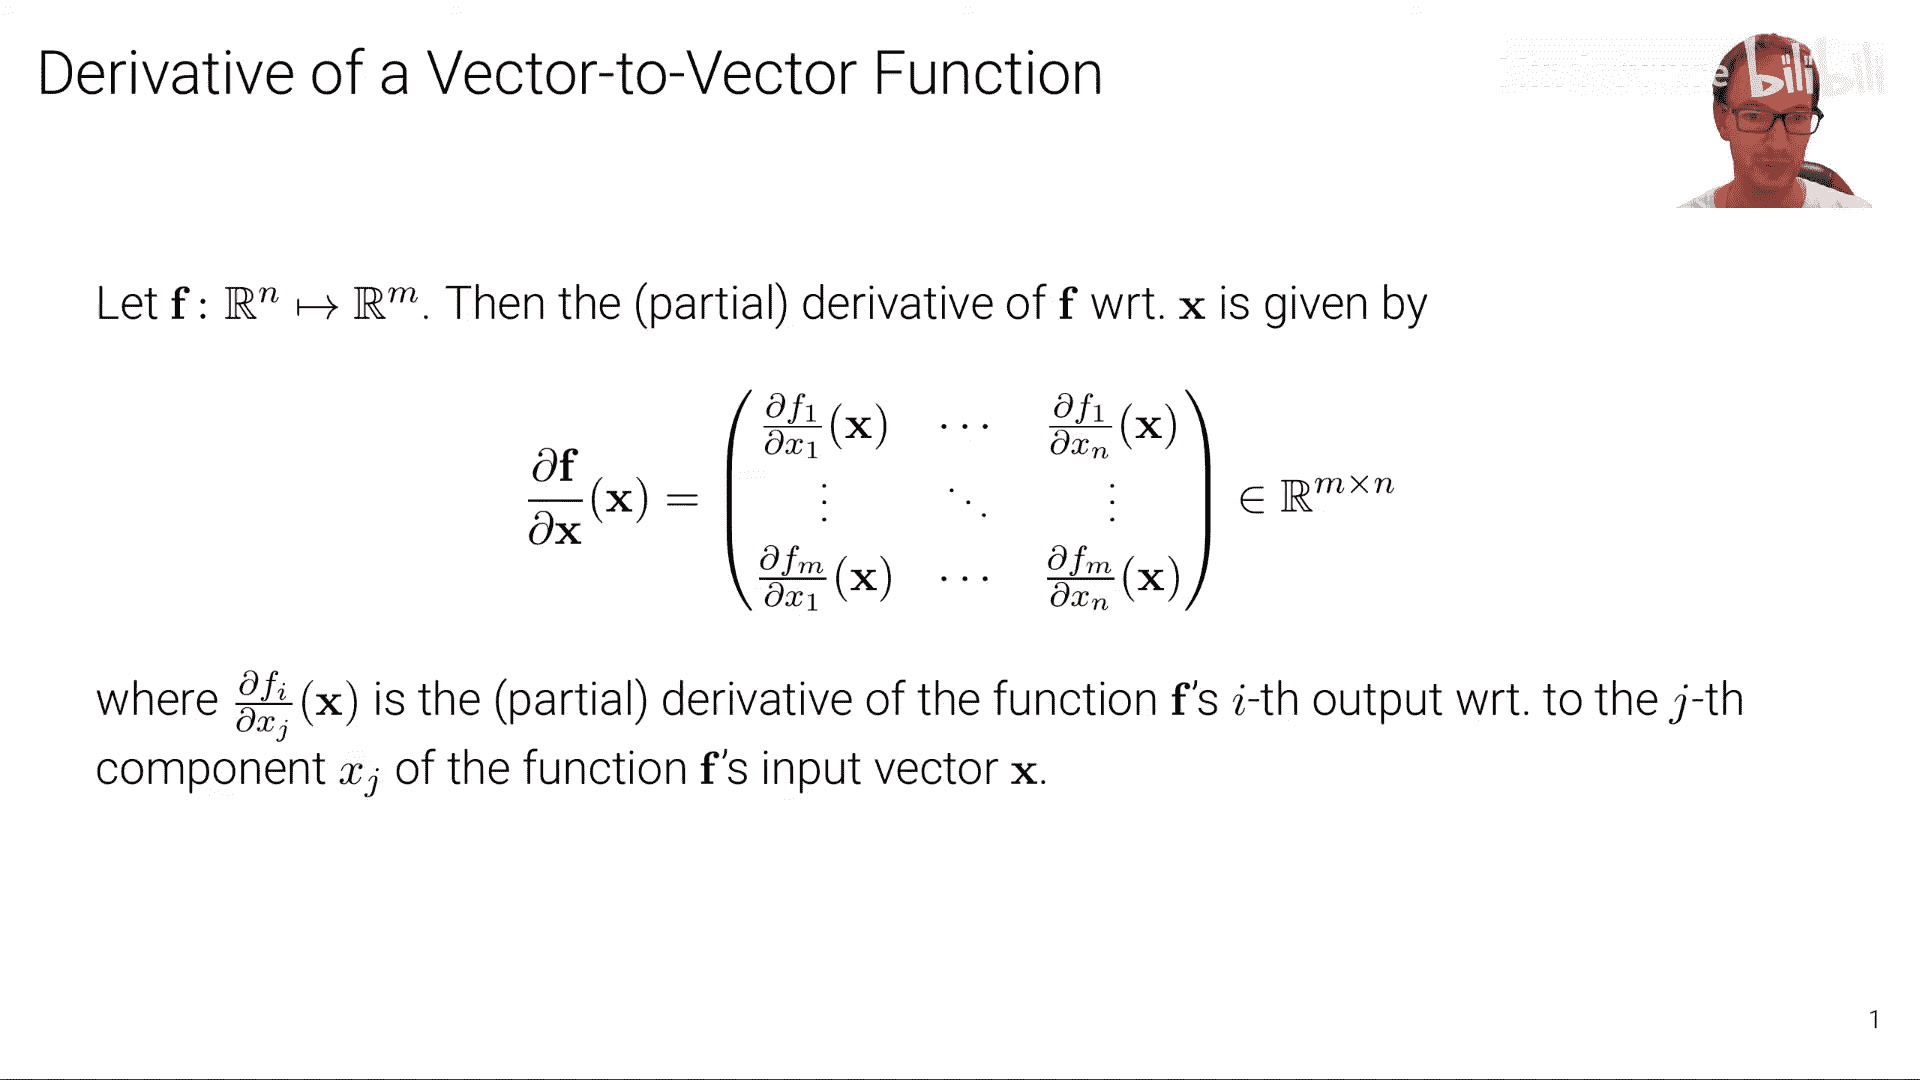 Derivative of a Vector-to-Vector Function
bilibili
Let f: ℝⁿ ↦ ℝᵐ. Then the (partial) derivative of f wrt. x is given by
∂f/∂x (x) = ( ∂f₁/∂x₁ (x) ⋯ ∂f₁/∂xₙ (x)
⋮ ⋱ ⋮
∂fₘ/∂x₁ (x) ⋯ ∂fₘ/∂xₙ (x) ) ∈ ℝᵐˣⁿ
where ∂fᵢ/∂xⱼ (x) is the (partial) derivative of the function f’s i-th output wrt. to the j-th
component xⱼ of the function f’s input vector x.
1